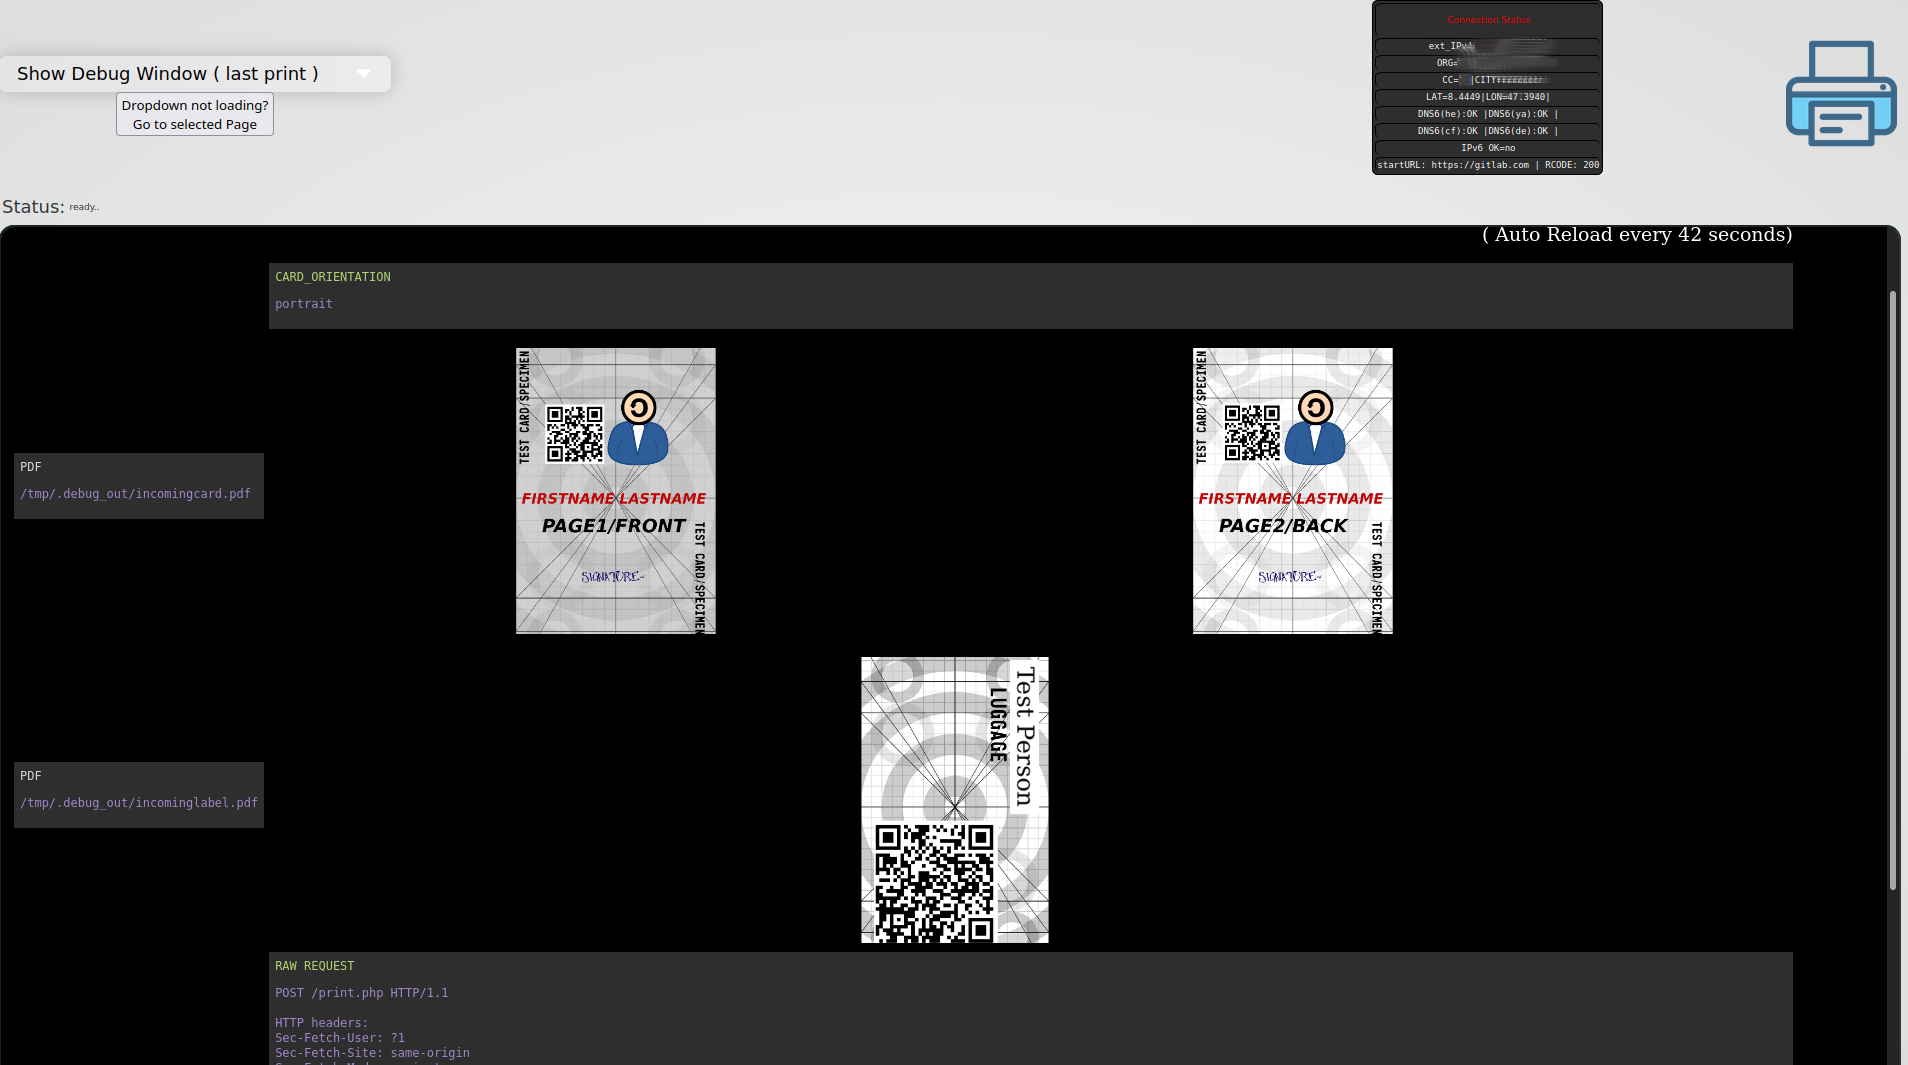 Connection Status
ext_IPv4
ORG=
CC= |CITY
LAT=8.4449|LON=47.3940|
DNS6(he):OK |DNS6(ya):OK |
DNS6(cf):OK |DNS6(de):OK |
IPv6 OK=no
startURL: https://gitlab.com | RCODE: 200
Show Debug Window ( last print )
Dropdown not loading?
Go to selected Page
Status: ready..
( Auto Reload every 42 seconds)
CARD_ORIENTATION
portrait
PDF
/tmp/.debug_out/incomingcard.pdf
TEST CARD/SPECIMEN
FIRSTNAME LASTNAME
PAGE1/FRONT
SIGNATURE~
TEST CARD/SPECIMEN
TEST CARD/SPECIMEN
FIRSTNAME LASTNAME
PAGE2/BACK
SIGNATURE~
TEST CARD/SPECIMEN
PDF
/tmp/.debug_out/incominglabel.pdf
Test Person
LUGGAGE
RAW REQUEST
POST /print.php HTTP/1.1
HTTP headers:
Sec-Fetch-User: ?1
Sec-Fetch-Site: same-origin